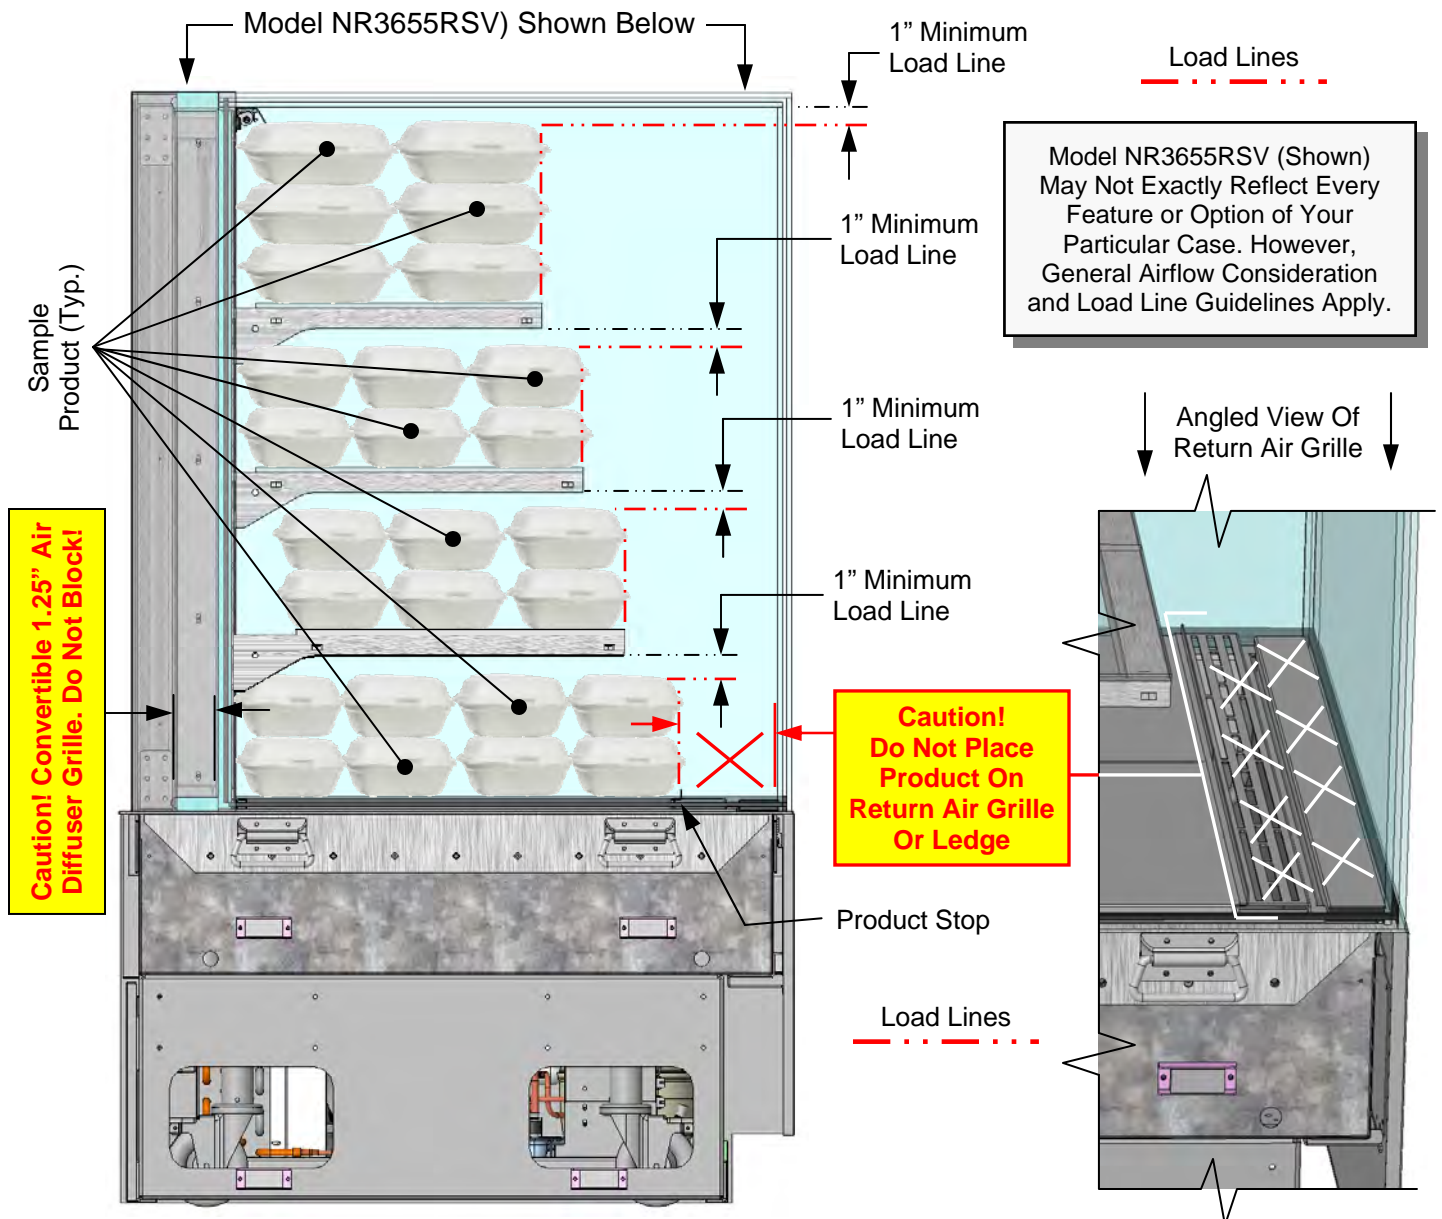 Model NR3655RSV) Shown Below
1” Minimum
Load Line
Load Lines
Model NR3655RSV (Shown)
May Not Exactly Reflect Every
Feature or Option of Your
Particular Case. However,
General Airflow Consideration
and Load Line Guidelines Apply.
1” Minimum
Load Line
Sample
Product (Typ.)
1” Minimum
Load Line
Angled View Of
Return Air Grille
Caution! Convertible 1.25” Air
Diffuser Grille. Do Not Block!
1” Minimum
Load Line
Caution!
Do Not Place
Product On
Return Air Grille
Or Ledge
Product Stop
Load Lines